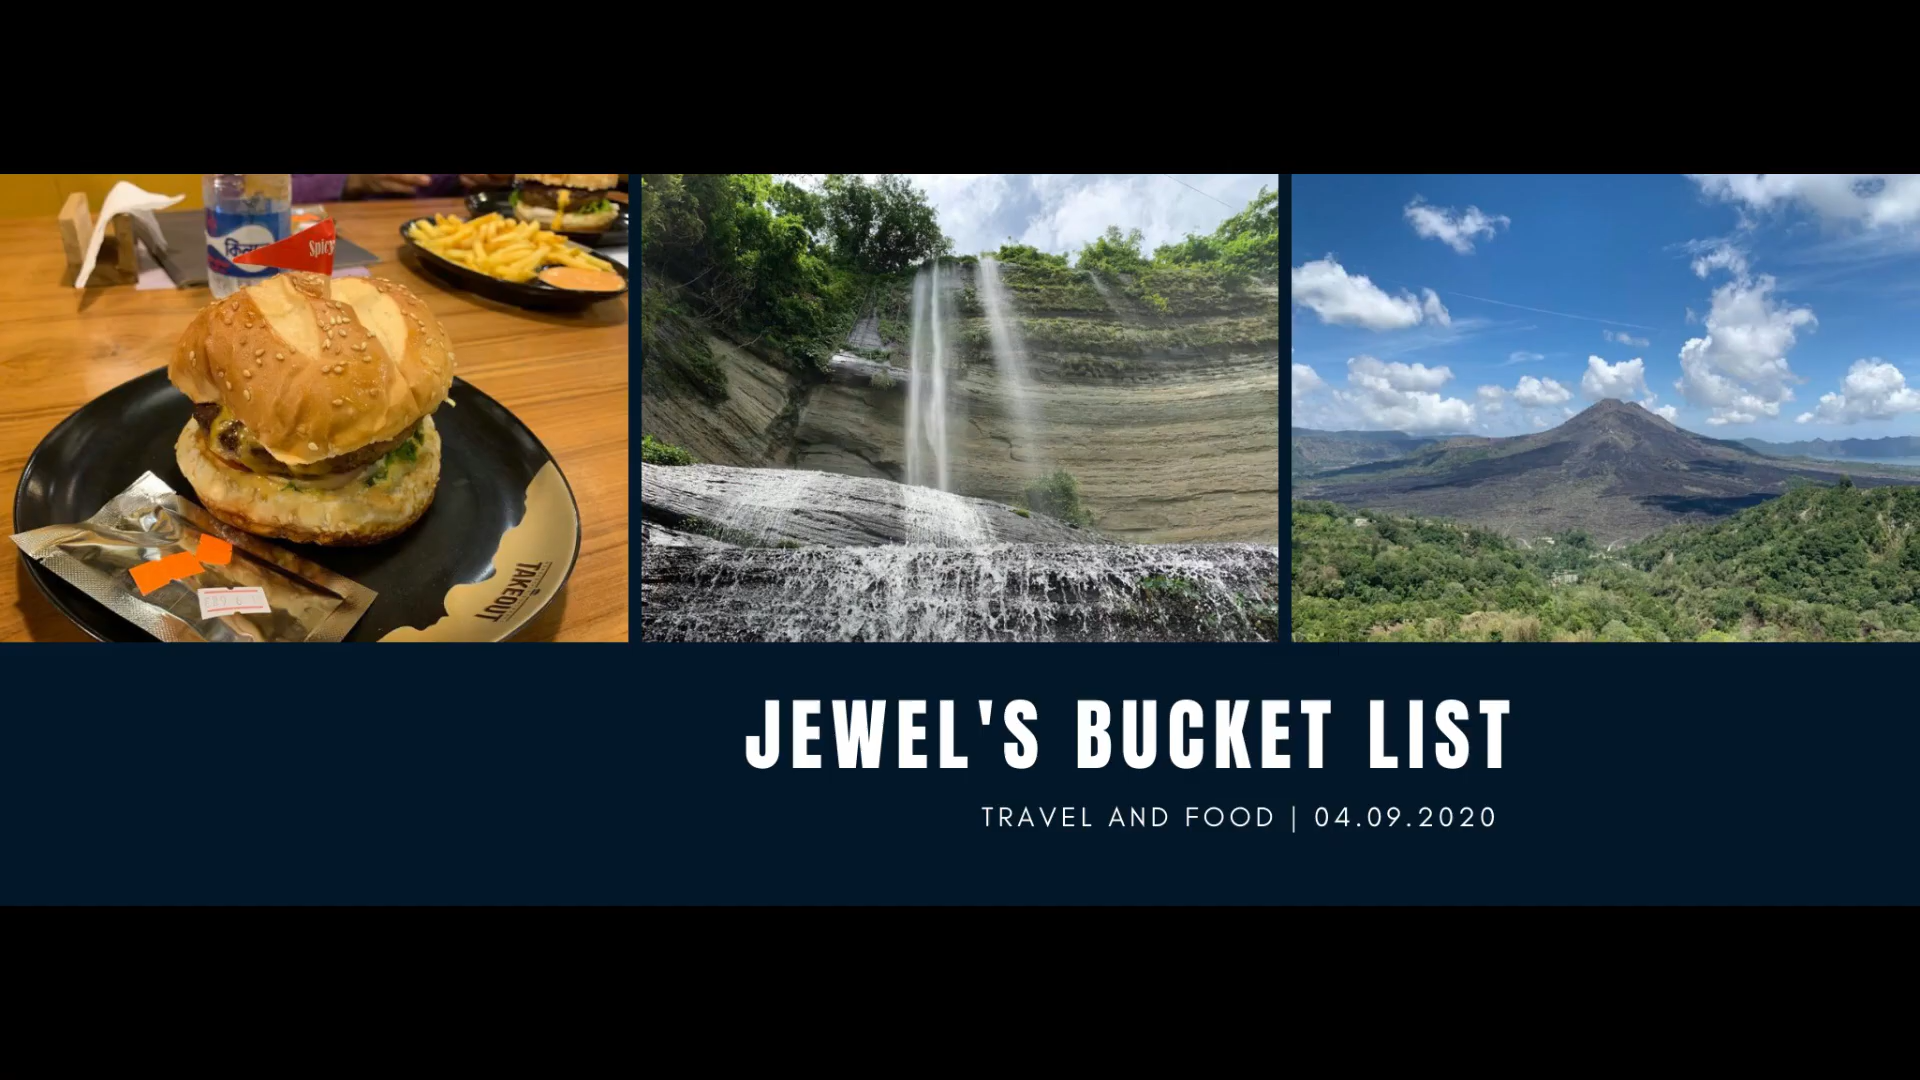 Spicy
TAKEOUT
JEWEL'S BUCKET LIST
TRAVEL AND FOOD | 04.09.2020